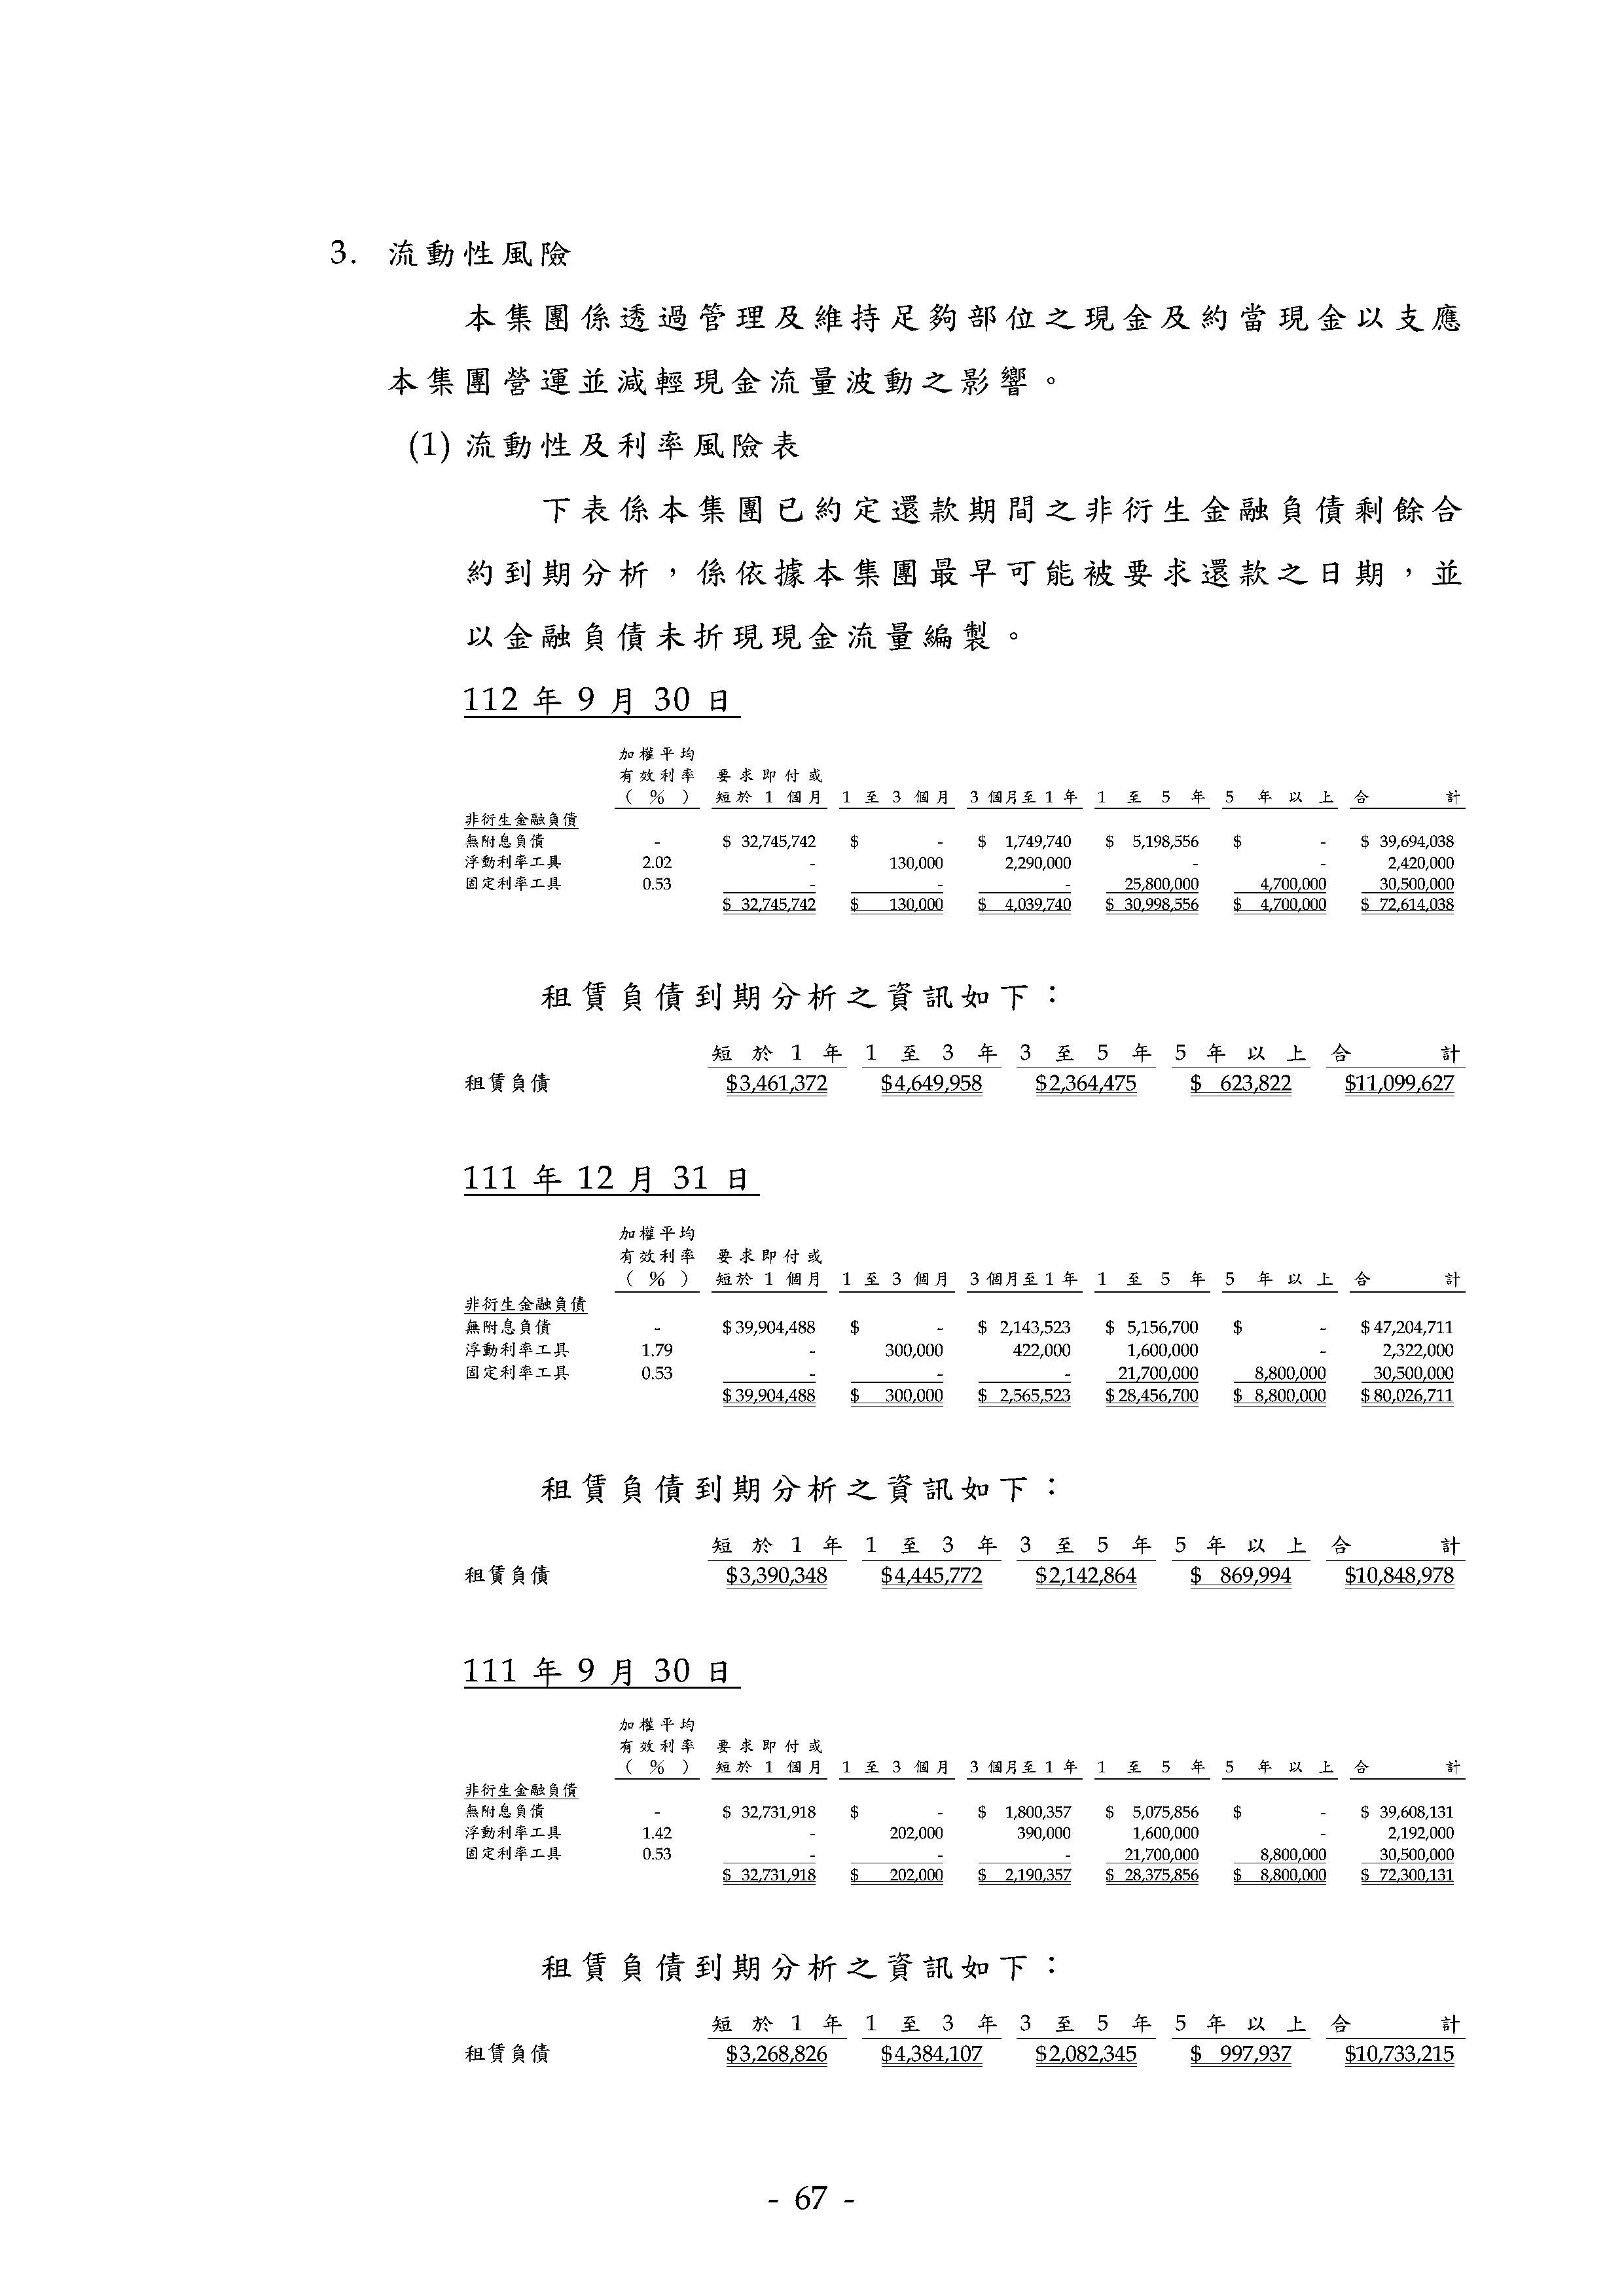 3. 流動性風險
本集團係透過管理及維持足夠部位之現金及約當現金以支應
本集團營運並減輕現金流量波動之影響。
(1) 流動性及利率風險表
下表係本集團已約定還款期間之非衍生金融負債剩餘合
約到期分析，係依據本集團最早可能被要求還款之日期，並
以金融負債未折現現金流量編製。
112 年 9 月 30 日
加權平均
有效利率 要求即付或
（ % ） 短於 1 個月 1 至 3 個月 3 個月至 1 年 1 至 5 年 5 年以上 合計
非衍生金融負債
無附息負債 - $ 32,745,742 $ - $ 1,749,740 $ 5,198,556 $ - $ 39,694,038
浮動利率工具 2.02 - 130,000 2,290,000 - - 2,420,000
固定利率工具 0.53 - - - 25,800,000 4,700,000 30,500,000
$ 32,745,742 $ 130,000 $ 4,039,740 $ 30,998,556 $ 4,700,000 $ 72,614,038
租賃負債到期分析之資訊如下：
短於 1 年 1 至 3 年 3 至 5 年 5 年以上 合計
租賃負債 $3,461,372 $4,649,958 $2,364,475 $ 623,822 $11,099,627
111 年 12 月 31 日
加權平均
有效利率 要求即付或
（ % ） 短於 1 個月 1 至 3 個月 3 個月至 1 年 1 至 5 年 5 年以上 合計
非衍生金融負債
無附息負債 - $ 39,904,488 $ - $ 2,143,523 $ 5,156,700 $ - $ 47,204,711
浮動利率工具 1.79 - 300,000 422,000 1,600,000 - 2,322,000
固定利率工具 0.53 - - - 21,700,000 8,800,000 30,500,000
$ 39,904,488 $ 300,000 $ 2,565,523 $ 28,456,700 $ 8,800,000 $ 80,026,711
租賃負債到期分析之資訊如下：
短於 1 年 1 至 3 年 3 至 5 年 5 年以上 合計
租賃負債 $3,390,348 $4,445,772 $2,142,864 $ 869,994 $10,848,978
111 年 9 月 30 日
加權平均
有效利率 要求即付或
（ % ） 短於 1 個月 1 至 3 個月 3 個月至 1 年 1 至 5 年 5 年以上 合計
非衍生金融負債
無附息負債 - $ 32,731,918 $ - $ 1,800,357 $ 5,075,856 $ - $ 39,608,131
浮動利率工具 1.42 - 202,000 390,000 1,600,000 - 2,192,000
固定利率工具 0.53 - - - 21,700,000 8,800,000 30,500,000
$ 32,731,918 $ 202,000 $ 2,190,357 $ 28,375,856 $ 8,800,000 $ 72,300,131
租賃負債到期分析之資訊如下：
短於 1 年 1 至 3 年 3 至 5 年 5 年以上 合計
租賃負債 $3,268,826 $4,384,107 $2,082,345 $ 997,937 $10,733,215
- 67 -